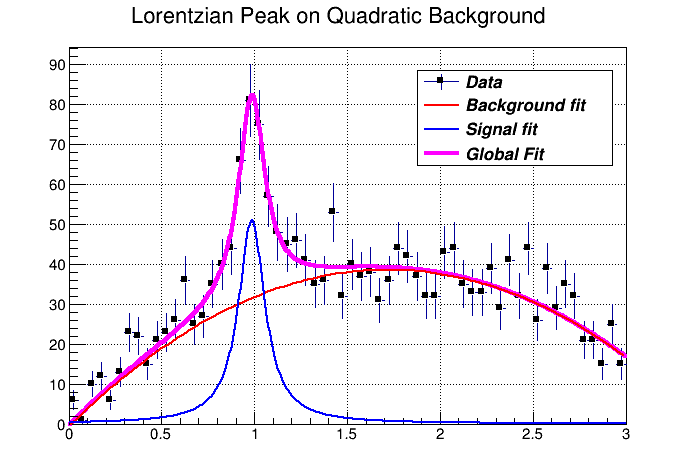 Lorentzian Peak on Quadratic Background
90
80
70
60
50
40
30
20
10
0
Data
Background fit
Signal fit
Global Fit
0 0.5 1 1.5 2 2.5 3